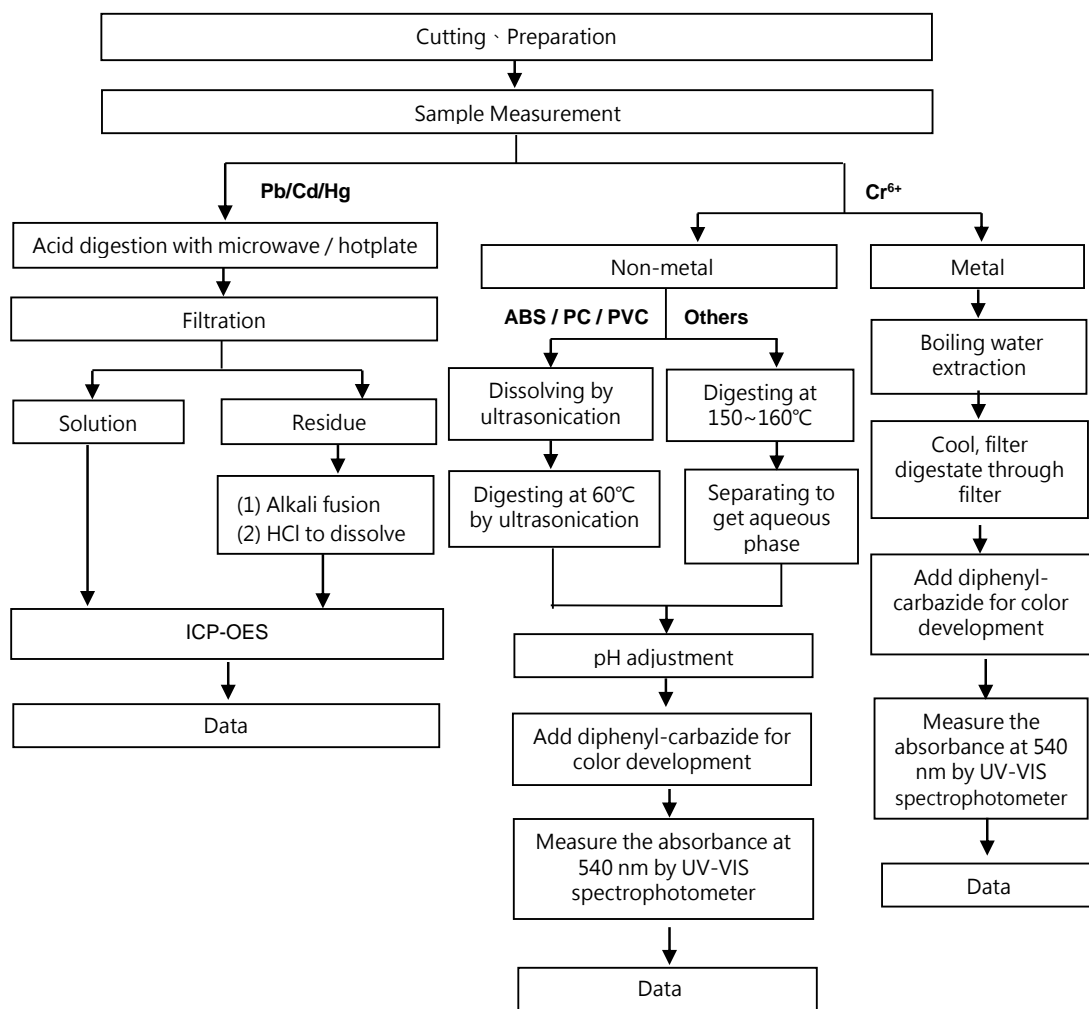 Cutting、Preparation
Sample Measurement
Pb/Cd/Hg
Cr⁶⁺
Acid digestion with microwave / hotplate
Filtration
Solution
Residue
(1) Alkali fusion
(2) HCl to dissolve
ICP-OES
Data
Non-metal
ABS / PC / PVC
Others
Dissolving by
ultrasonication
Digesting at 60℃
by ultrasonication
Digesting at
150~160℃
Separating to
get aqueous
phase
pH adjustment
Add diphenyl-carbazide for
color development
Measure the absorbance at
540 nm by UV-VIS
spectrophotometer
Data
Metal
Boiling water
extraction
Cool, filter
digestate through
filter
Add diphenyl-
carbazide for color
development
Measure the
absorbance at 540
nm by UV-VIS
spectrophotometer
Data